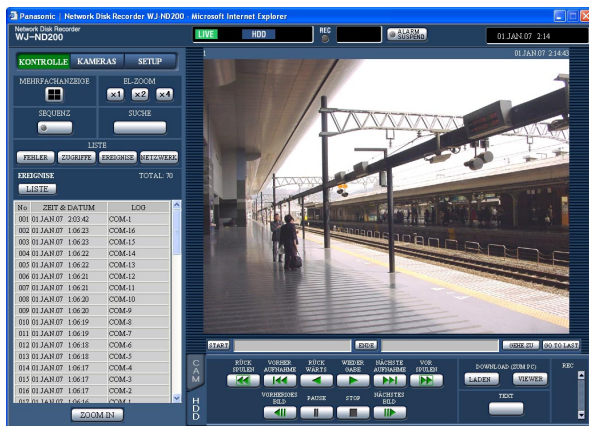 Panasonic | Network Disk Recorder WJ-ND200 - Microsoft Internet Explorer
Network Disk Recorder
WJ-ND200
LIVE
HDD
REC
ALARM
SUSPEND
01 JAN.07 2:14
KONTROLLE KAMERAS SETUP
MEHRFACHANZEIGE EL-ZOOM
x1 x2 x4
SEQUENZ SUCHE
LISTE
FEHLER ZUGRIFFE EREIGNISE NETZWERK
EREIGNISE TOTAL: 70
LISTE
No ZEIT & DATUM LOG
001 01 JAN.07 2:03:42 COM-1
002 01 JAN.07 1:06:23 COM-16
003 01 JAN.07 1:06:23 COM-15
004 01 JAN.07 1:06:22 COM-14
005 01 JAN.07 1:06:22 COM-13
006 01 JAN.07 1:06:21 COM-12
007 01 JAN.07 1:06:21 COM-11
008 01 JAN.07 1:06:20 COM-10
009 01 JAN.07 1:06:20 COM-9
010 01 JAN.07 1:06:19 COM-8
011 01 JAN.07 1:06:19 COM-7
012 01 JAN.07 1:06:18 COM-6
013 01 JAN.07 1:06:18 COM-5
014 01 JAN.07 1:06:17 COM-4
015 01 JAN.07 1:06:17 COM-3
016 01 JAN.07 1:06:17 COM-2
017 01 JAN.07 1:06:16 COM-1
ZOOM IN
1 01 JAN.07 2:14:43
START ENDE GEHE ZU GO TO LAST
CAM
HDD
RÜCK SPULEN
VORHER AUFNAHME
RÜCK WÄRTS
WIEDER GABE
NÄCHSTE AUFNAHME
VOR SPULEN
VORHERIGES BILD
PAUSE
STOP
NÄCHSTES BILD
DOWNLOAD (ZUM PC)
LADEN VIEWER
TEXT
REC